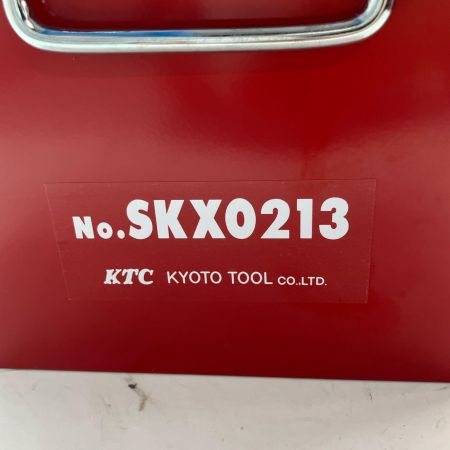 No.SKX0213
KTC KYOTO TOOL CO.,LTD.